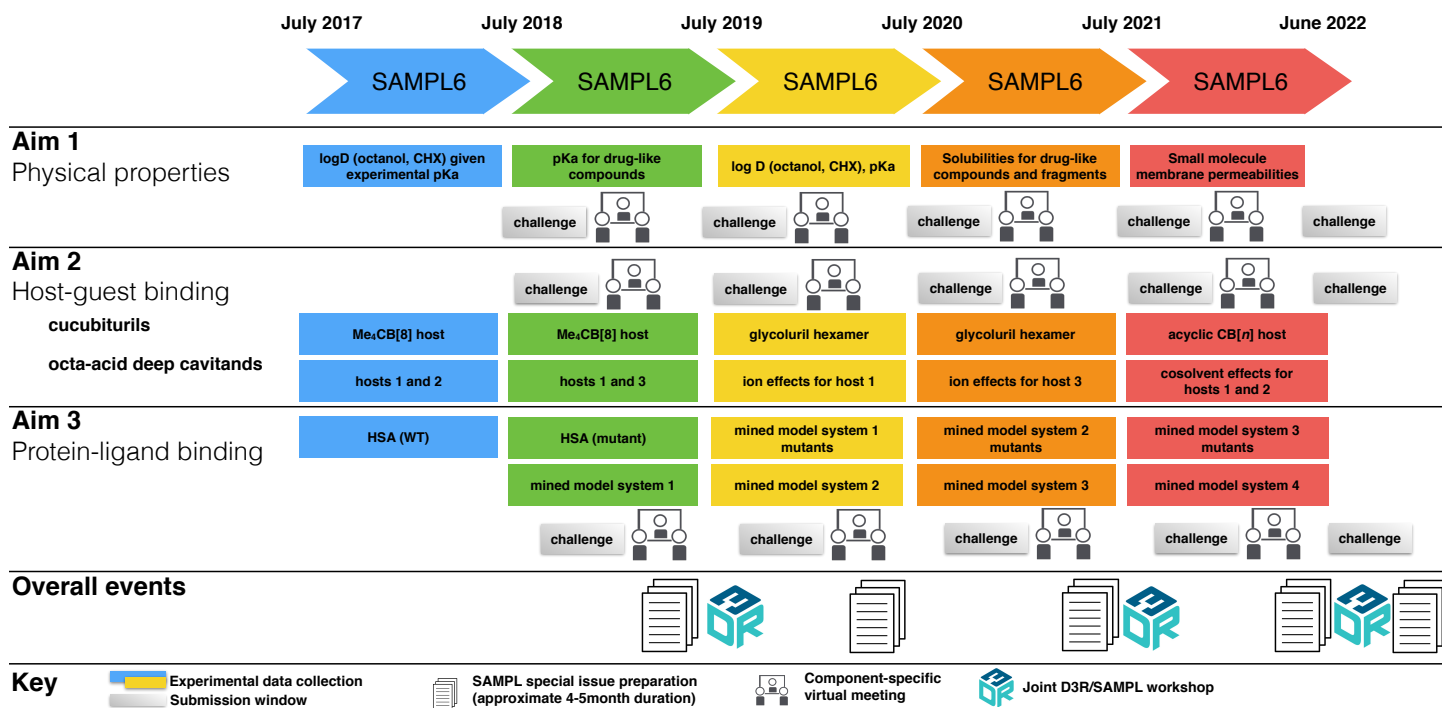 July 2017
July 2018
July 2019
July 2020
July 2021
June 2022
SAMPL6
SAMPL6
SAMPL6
SAMPL6
SAMPL6
Aim 1
Physical properties
logD (octanol, CHX) given
experimental pKa
pKa for drug-like
compounds
log D (octanol, CHX), pKa
Solubilities for drug-like
compounds and fragments
Small molecule
membrane permeabilities
challenge
challenge
challenge
challenge
challenge
Aim 2
Host-guest binding
challenge
challenge
challenge
challenge
challenge
cucubiturils
Me₄CB[8] host
Me₄CB[8] host
glycoluril hexamer
glycoluril hexamer
acyclic CB[n] host
octa-acid deep cavitands
hosts 1 and 2
hosts 1 and 3
ion effects for host 1
ion effects for host 3
cosolvent effects for
hosts 1 and 2
Aim 3
Protein-ligand binding
HSA (WT)
HSA (mutant)
mined model system 1
mutants
mined model system 2
mutants
mined model system 3
mutants
mined model system 1
mined model system 2
mined model system 3
mined model system 4
challenge
challenge
challenge
challenge
challenge
Overall events
D3R
D3R
D3R
Key
Experimental data collection
Submission window
SAMPL special issue preparation
(approximate 4-5month duration)
Component-specific
virtual meeting
D3R
Joint D3R/SAMPL workshop